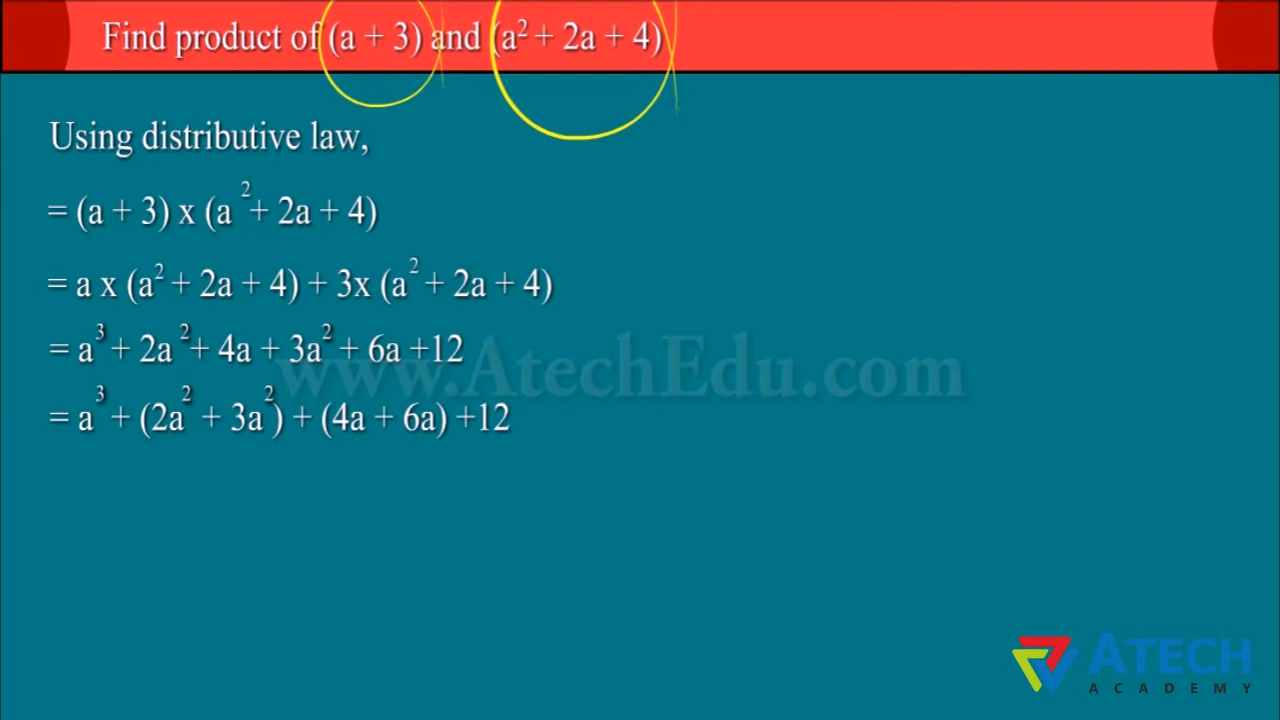 Find product of (a + 3) and (a² + 2a + 4)
Using distributive law,
= (a + 3) x (a² + 2a + 4)
= a x (a² + 2a + 4) + 3x (a² + 2a + 4)
= a³ + 2a² + 4a + 3a² + 6a +12
www.AtechEdu.com
= a³ + (2a² + 3a²) + (4a + 6a) +12
ATECH
ACADEMY